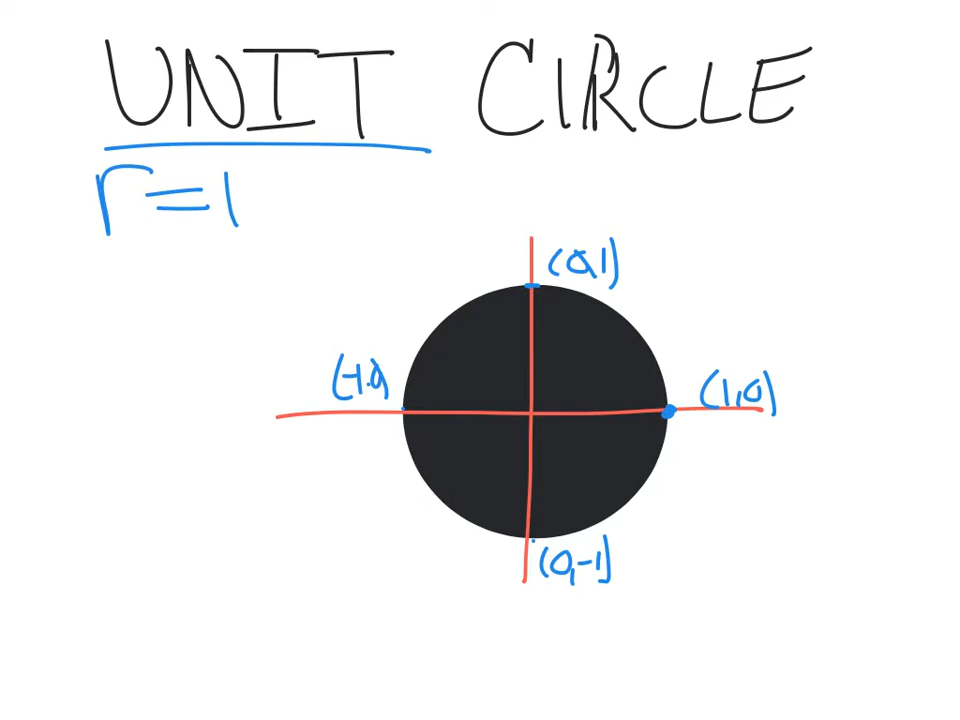 UNIT CIRCLE
r=1
(0,1)
(-1,0)
(1,0)
(0,-1)